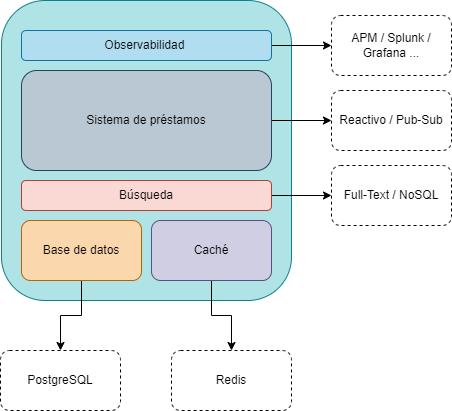 Observabilidad
APM / Splunk /
Grafana ...
Sistema de préstamos
Reactivo / Pub-Sub
Búsqueda
Full-Text / NoSQL
Base de datos
Caché
PostgreSQL
Redis